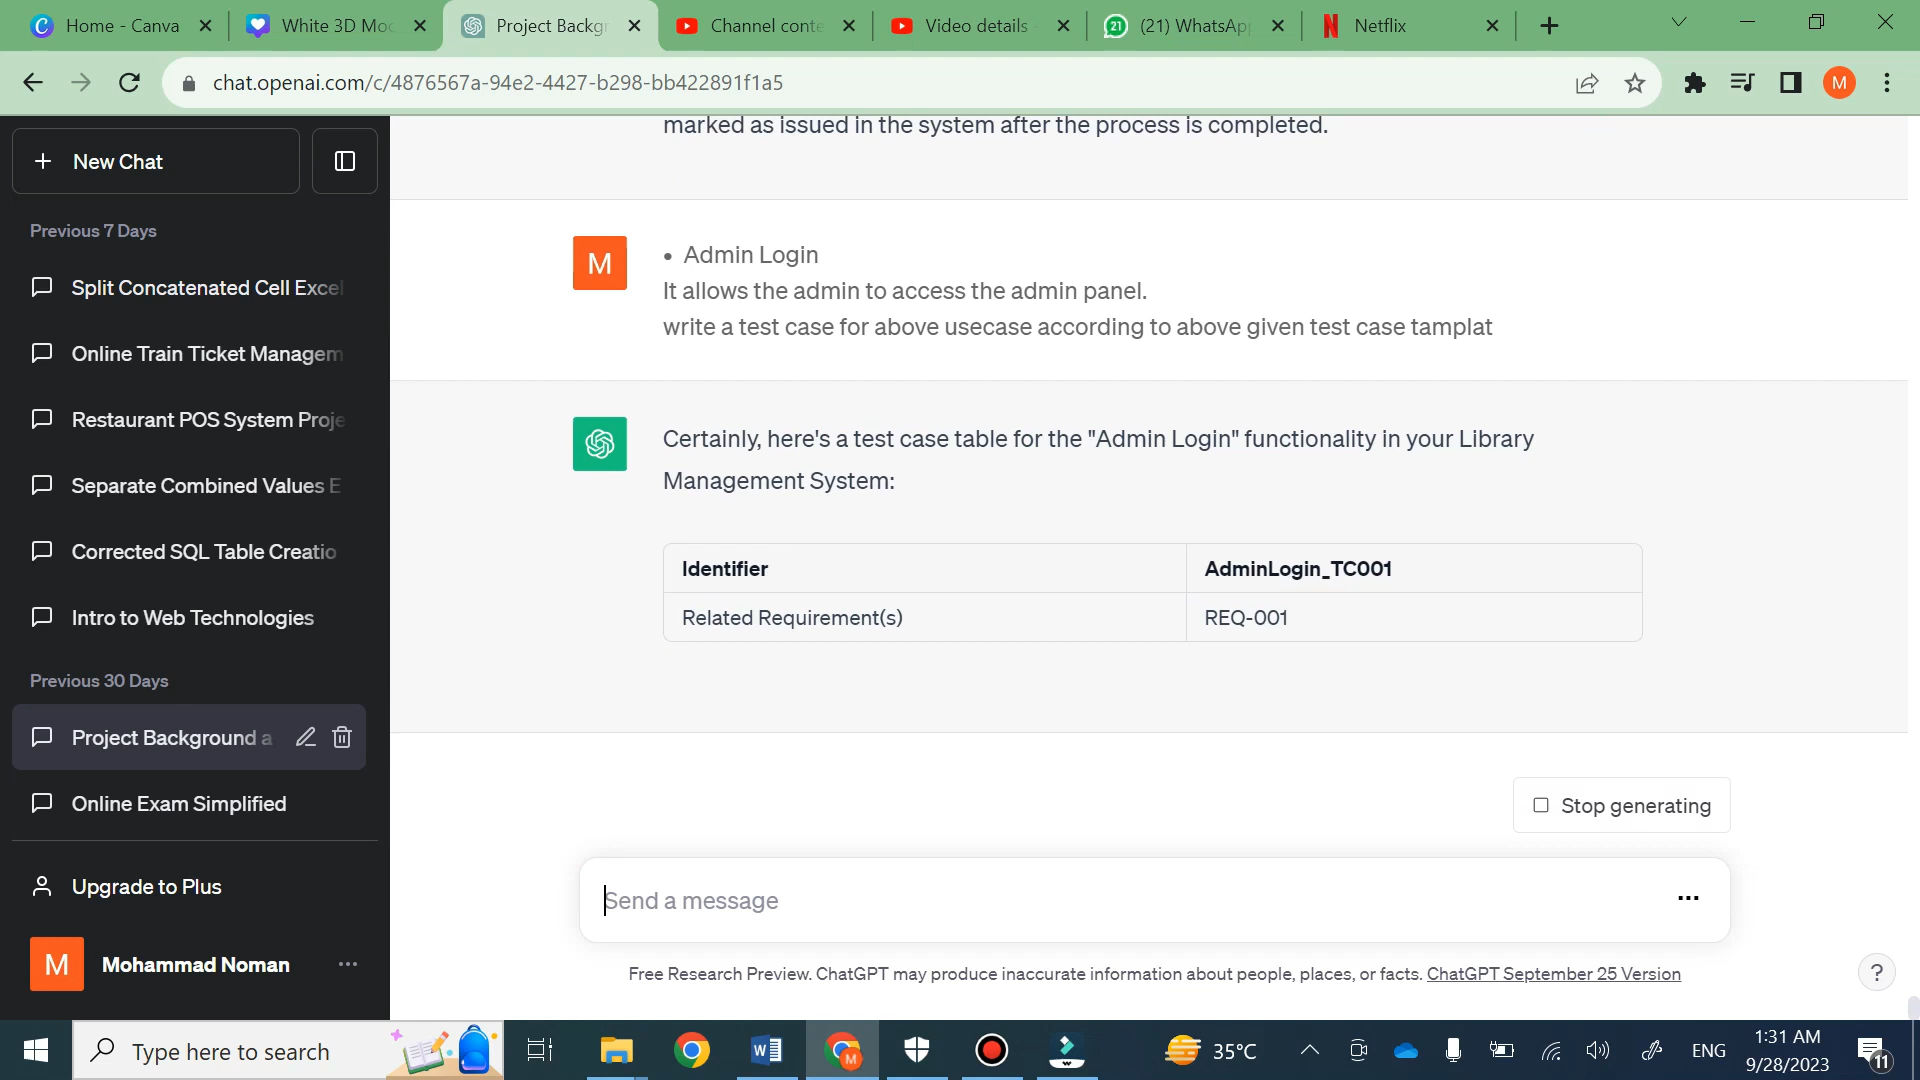 Home - Canva
White 3D Moc
Project Backgr
Channel conte
Video details
21
(21) WhatsApp
Netflix
chat.openai.com/c/4876567a-94e2-4427-b298-bb422891f1a5
M
New Chat
Previous 7 Days
Split Concatenated Cell Excel
Online Train Ticket Managem
Restaurant POS System Proje
Separate Combined Values E
Corrected SQL Table Creatio
Intro to Web Technologies
Previous 30 Days
Project Background a
Online Exam Simplified
Upgrade to Plus
M
Mohammad Noman
marked as issued in the system after the process is completed.
M
• Admin Login
It allows the admin to access the admin panel.
write a test case for above usecase according to above given test case tamplat
Certainly, here's a test case table for the "Admin Login" functionality in your Library
Management System:
Identifier AdminLogin_TC001
Related Requirement(s) REQ-001
Stop generating
Send a message
Free Research Preview. ChatGPT may produce inaccurate information about people, places, or facts. ChatGPT September 25 Version
?
Type here to search
M
35°C
ENG
1:31 AM
9/28/2023
11